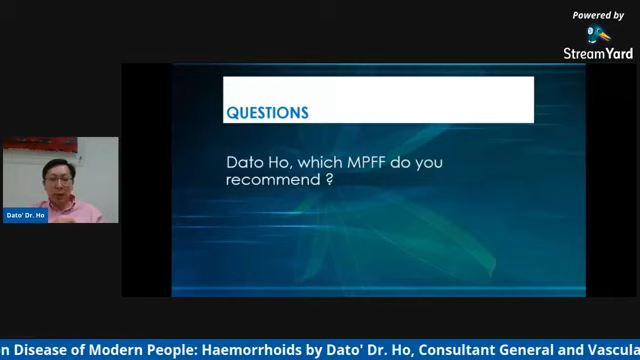 Powered by
StreamYard
QUESTIONS
Dato Ho, which MPFF do you
recommend ?
Dato' Dr. Ho
n Disease of Modern People: Haemorrhoids by Dato' Dr. Ho, Consultant General and Vascula